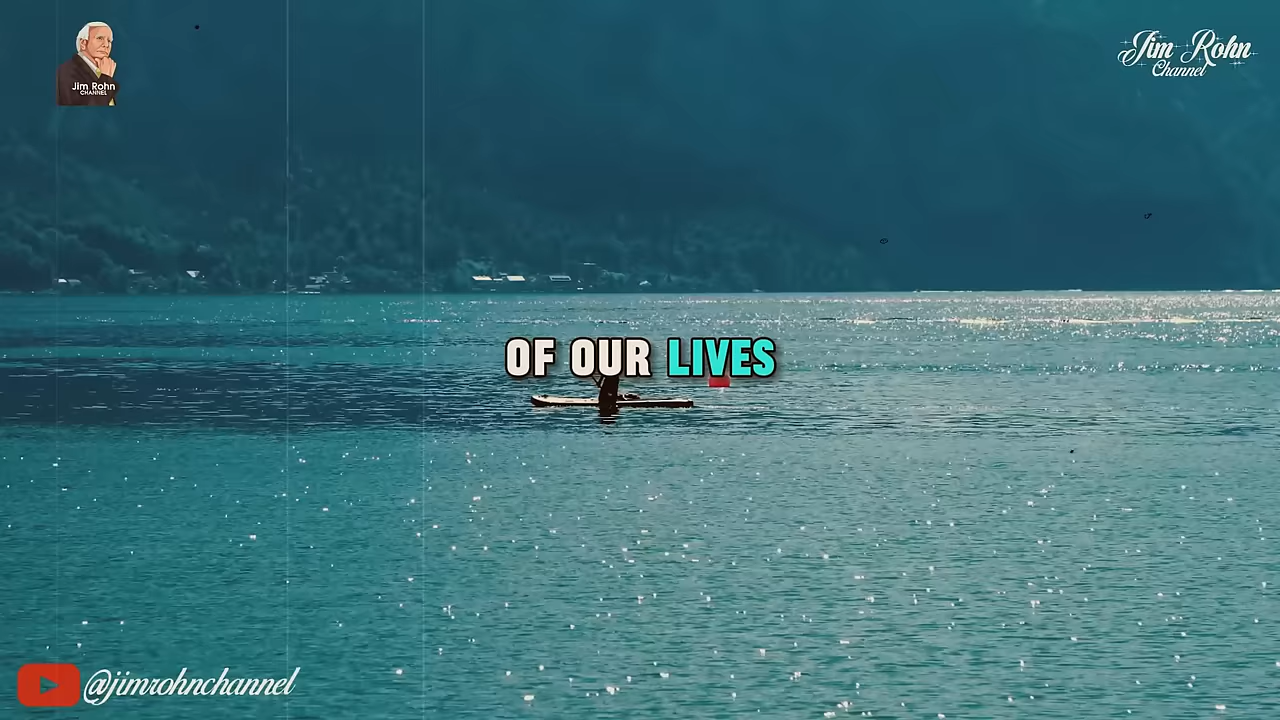 Jim Rohn
CHANNEL
Jim Rohn
Channel
OF OUR LIVES
@jimrohnchannel